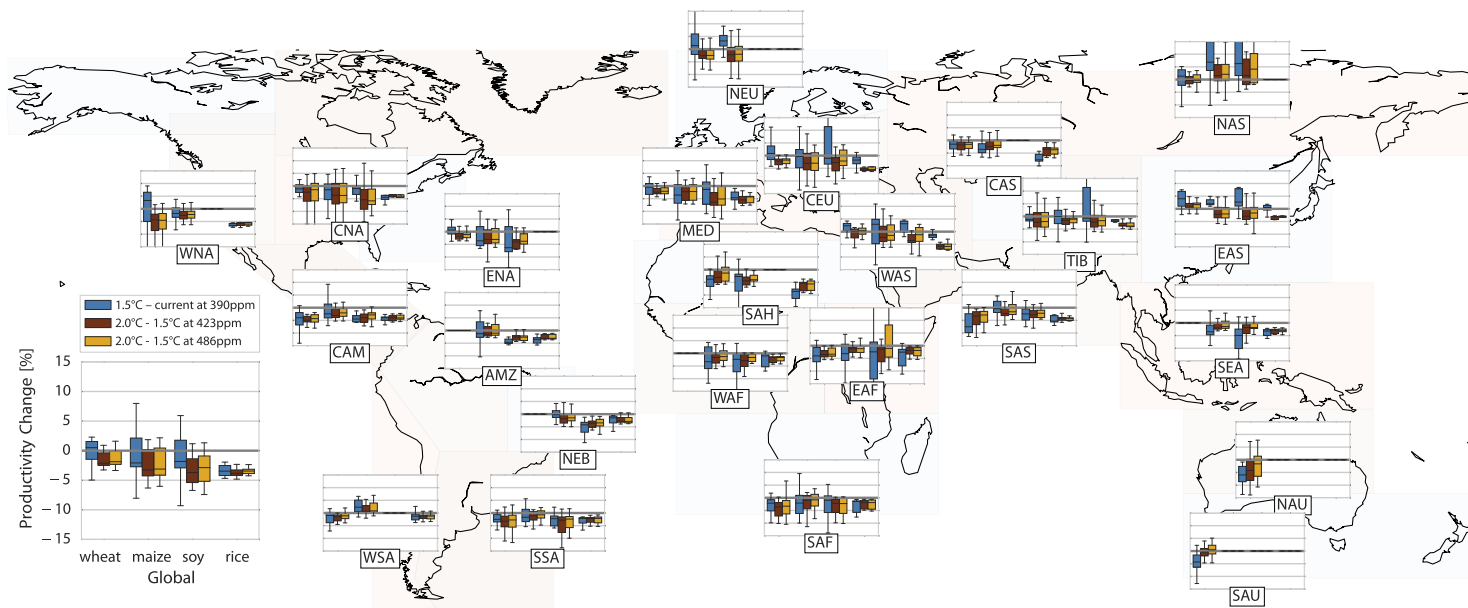 NEU
NAS
CEU
CAS
WNA
CNA
MED
ENA
WAS
TIB
EAS
1.5°C – current at 390ppm
2.0°C - 1.5°C at 423ppm
2.0°C - 1.5°C at 486ppm
CAM
AMZ
SAH
SAS
SEA
WAF
EAF
NEB
NAU
WSA
SSA
SAF
SAU
Productivity Change [%]
15
10
5
0
−5
−10
−15
wheat maize soy rice
Global